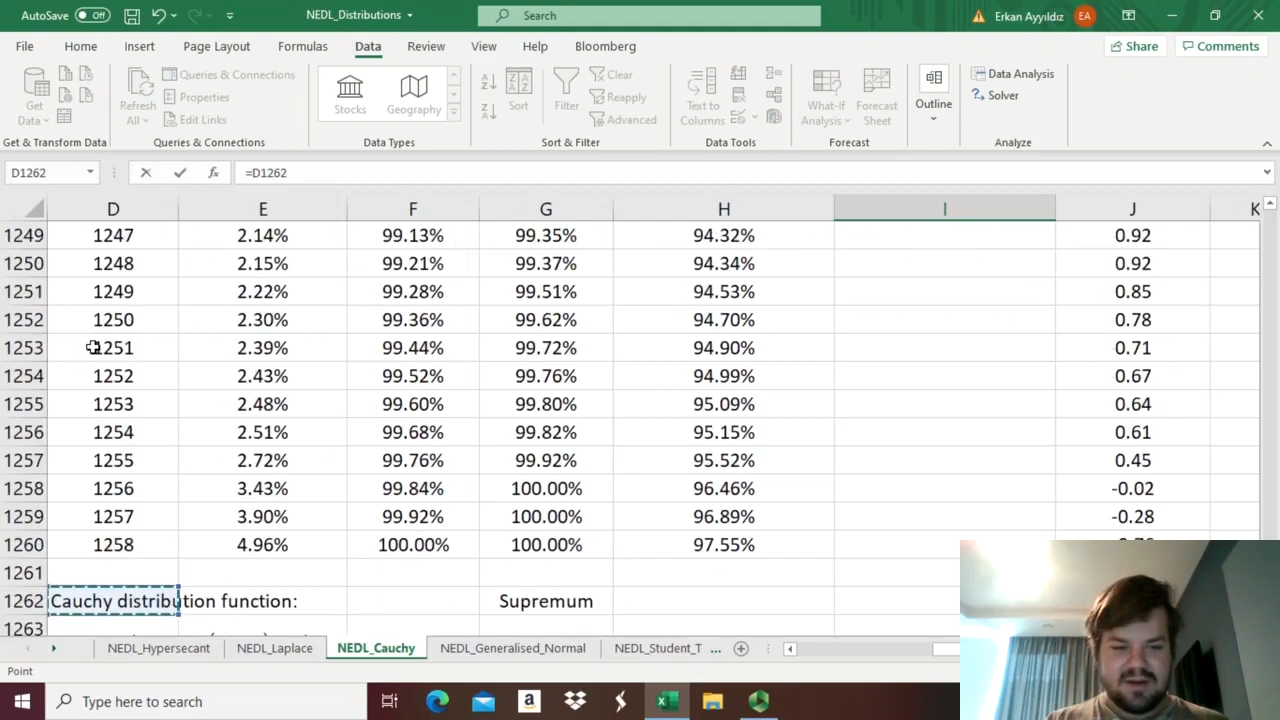 AutoSave Off NEDL_Distributions Search Erkan Ayyıldız EA
File Home Insert Page Layout Formulas Data Review View Help Bloomberg Share Comments
Get Data Refresh All Queries & Connections Properties Edit Links Stocks Geography Sort Filter Clear Reapply Advanced Text to Columns What-If Analysis Forecast Sheet Outline Data Analysis Solver
Get & Transform Data Queries & Connections Data Types Sort & Filter Data Tools Forecast Analyze
D1262 fx =D1262
D E F G H I J K
1249 1247 2.14% 99.13% 99.35% 94.32% 0.92
1250 1248 2.15% 99.21% 99.37% 94.34% 0.92
1251 1249 2.22% 99.28% 99.51% 94.53% 0.85
1252 1250 2.30% 99.36% 99.62% 94.70% 0.78
1253 1251 2.39% 99.44% 99.72% 94.90% 0.71
1254 1252 2.43% 99.52% 99.76% 94.99% 0.67
1255 1253 2.48% 99.60% 99.80% 95.09% 0.64
1256 1254 2.51% 99.68% 99.82% 95.15% 0.61
1257 1255 2.72% 99.76% 99.92% 95.52% 0.45
1258 1256 3.43% 99.84% 100.00% 96.46% -0.02
1259 1257 3.90% 99.92% 100.00% 96.89% -0.28
1260 1258 4.96% 100.00% 100.00% 97.55%
1261
1262 Cauchy distribution function: Supremum
1263
NEDL_Hypersecant NEDL_Laplace NEDL_Cauchy NEDL_Generalised_Normal NEDL_Student_T ...
Point
Type here to search